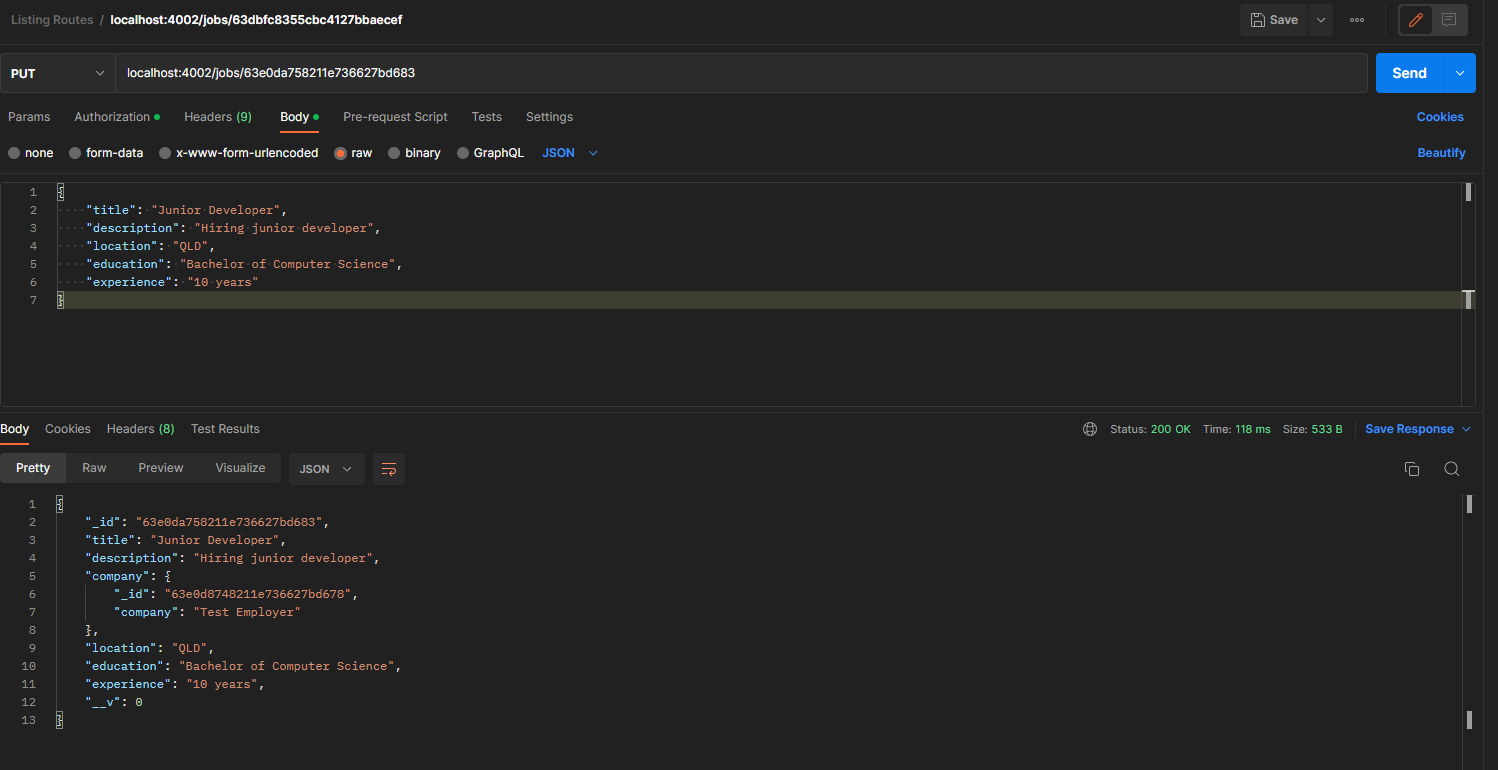 Listing Routes / localhost:4002/jobs/63dbfc8355cbc4127bbaecef Save
PUT localhost:4002/jobs/63e0da758211e736627bd683 Send
Params Authorization Headers (9) Body Pre-request Script Tests Settings Cookies
none form-data x-www-form-urlencoded raw binary GraphQL JSON Beautify
1 {
2 ····"title":·"Junior·Developer",
3 ····"description":·"Hiring·junior·developer",
4 ····"location":·"QLD",
5 ····"education":·"Bachelor·of·Computer·Science",
6 ····"experience":·"10·years"
7 }
Body Cookies Headers (8) Test Results Status: 200 OK Time: 118 ms Size: 533 B Save Response
Pretty Raw Preview Visualize JSON
1 {
2 "_id": "63e0da758211e736627bd683",
3 "title": "Junior Developer",
4 "description": "Hiring junior developer",
5 "company": {
6 "_id": "63e0d8748211e736627bd678",
7 "company": "Test Employer"
8 },
9 "location": "QLD",
10 "education": "Bachelor of Computer Science",
11 "experience": "10 years",
12 "__v": 0
13 }